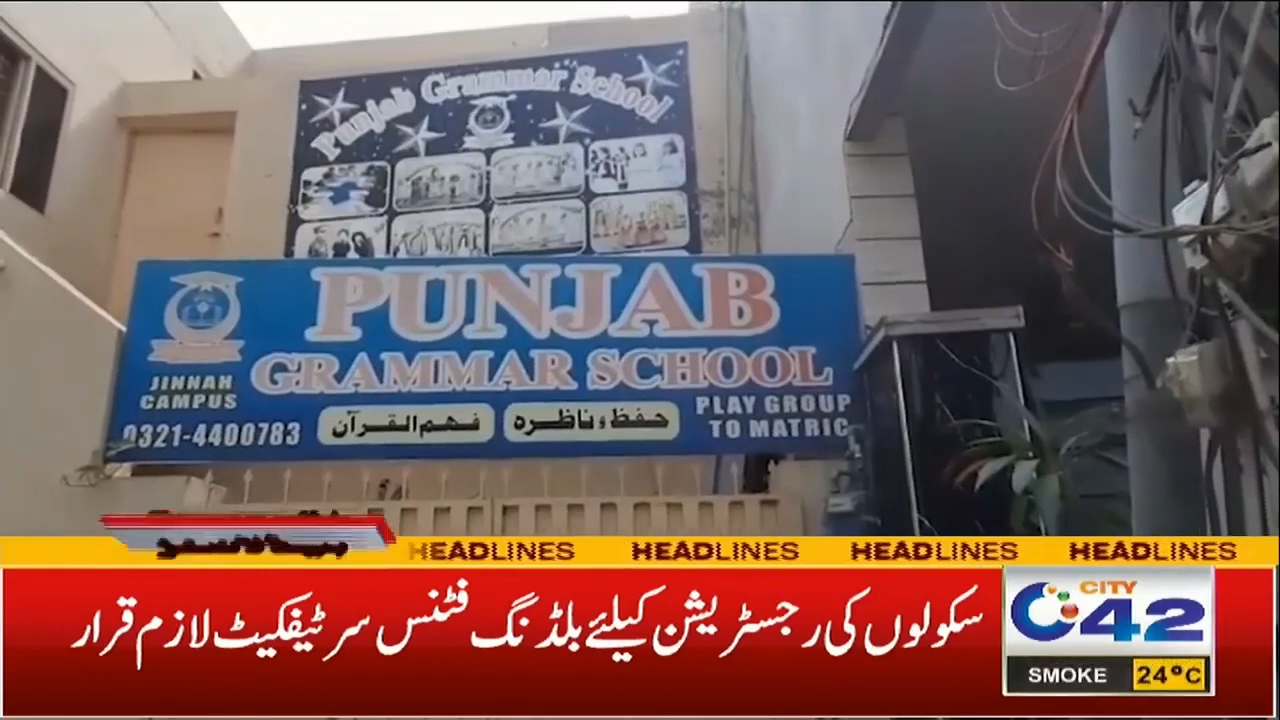 Punjab Grammar School
PUNJAB
GRAMMAR SCHOOL
JINNAH
CAMPUS
0321-4400783
فہم القرآن
حفظ و ناظرہ
PLAY GROUP
TO MATRIC
HEADLINES HEADLINES HEADLINES HEADLINES
سکولوں کی رجسٹریشن کیلئے بلڈنگ فٹنس سرٹیفکیٹ لازم قرار
CITY
42
SMOKE 24°C